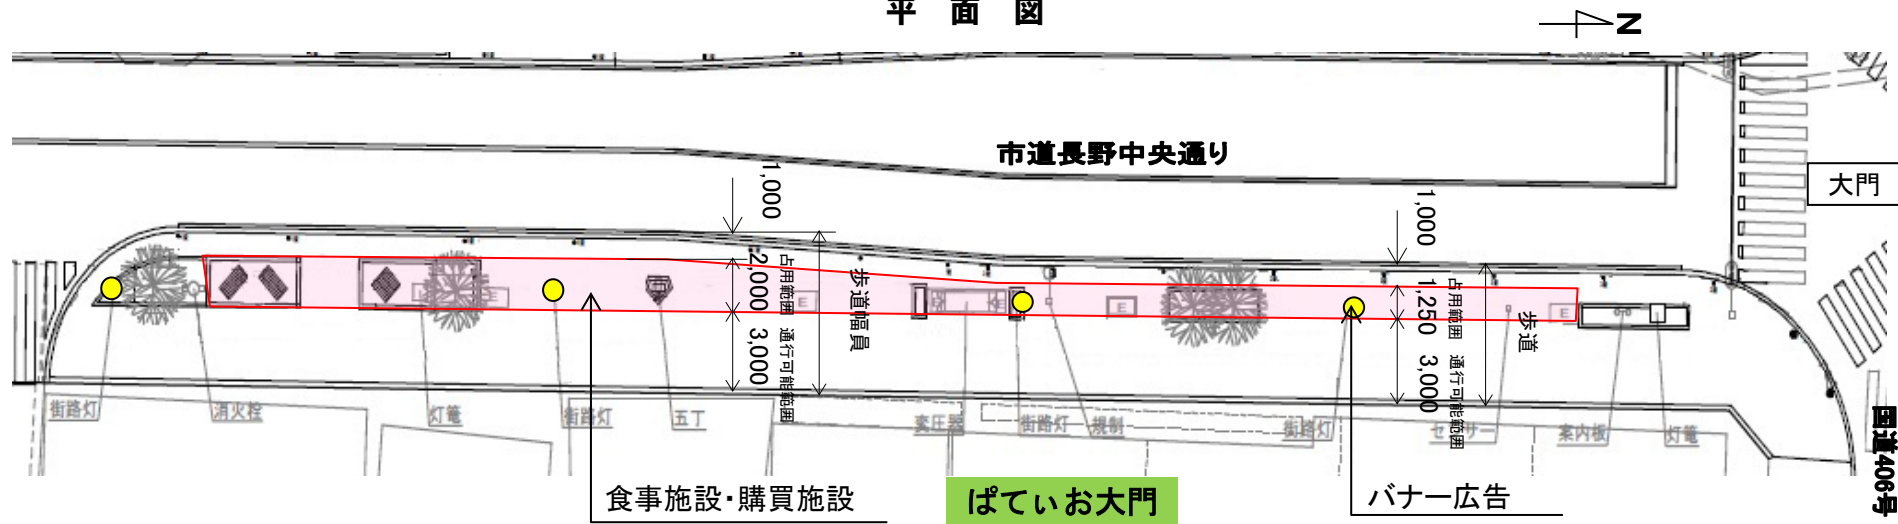 平 面 図
N
市道長野中央通り
大門
1,000
1,000
占用範囲
2,000
歩道幅員
占用範囲
1,250
歩道
通行可能範囲
3,000
通行可能範囲
3,000
E
E
E
E
街路灯
消火栓
灯篭
街路灯
五丁
変圧器
街路灯
規制
街路灯
案内板
灯篭
国道406号
食事施設・購買施設
ぱてぃお大門
バナー広告